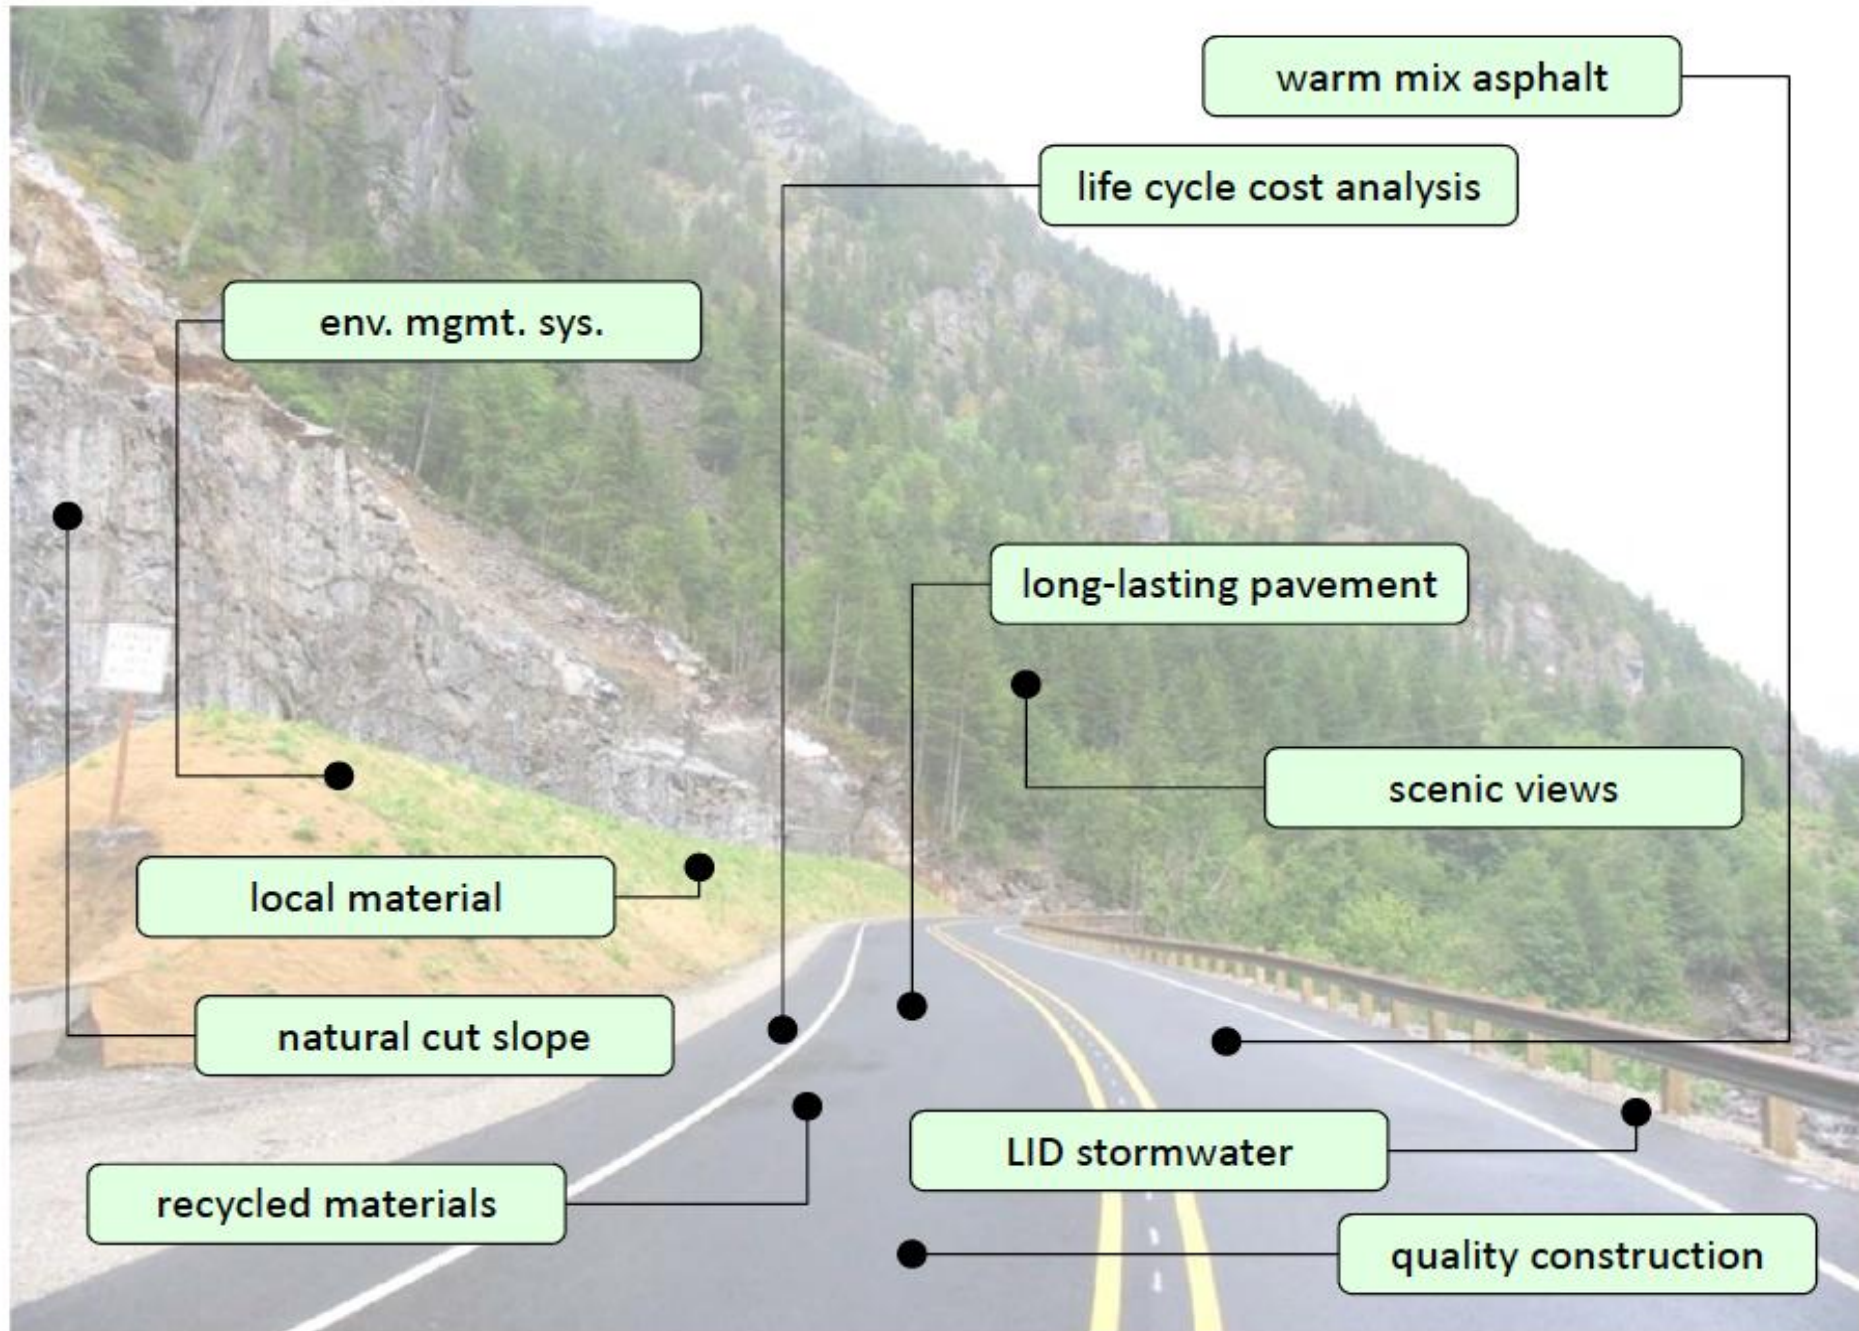 warm mix asphalt
life cycle cost analysis
env. mgmt. sys.
long-lasting pavement
scenic views
local material
natural cut slope
LID stormwater
recycled materials
quality construction